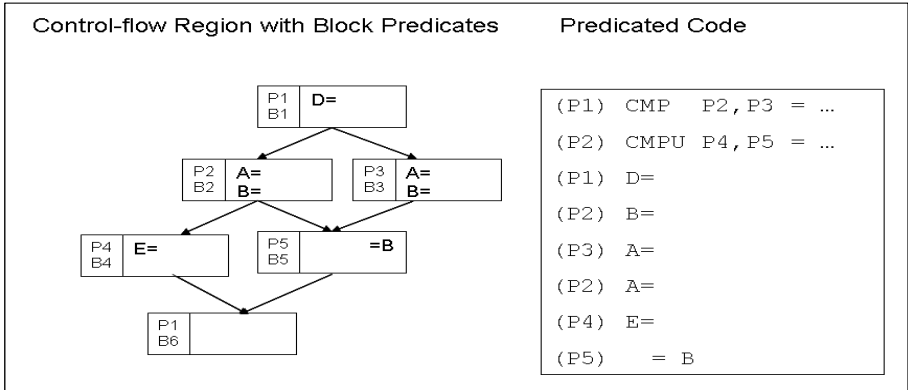 Control-flow Region with Block Predicates
Predicated Code
P1 D=
B1
P2 A=
B2 B=
P3 A=
B3 B=
P4 E=
B4
P5 =B
B5
P1
B6
(P1) CMP P2,P3 = …
(P2) CMPU P4,P5 = …
(P1) D=
(P2) B=
(P3) A=
(P2) A=
(P4) E=
(P5) = B